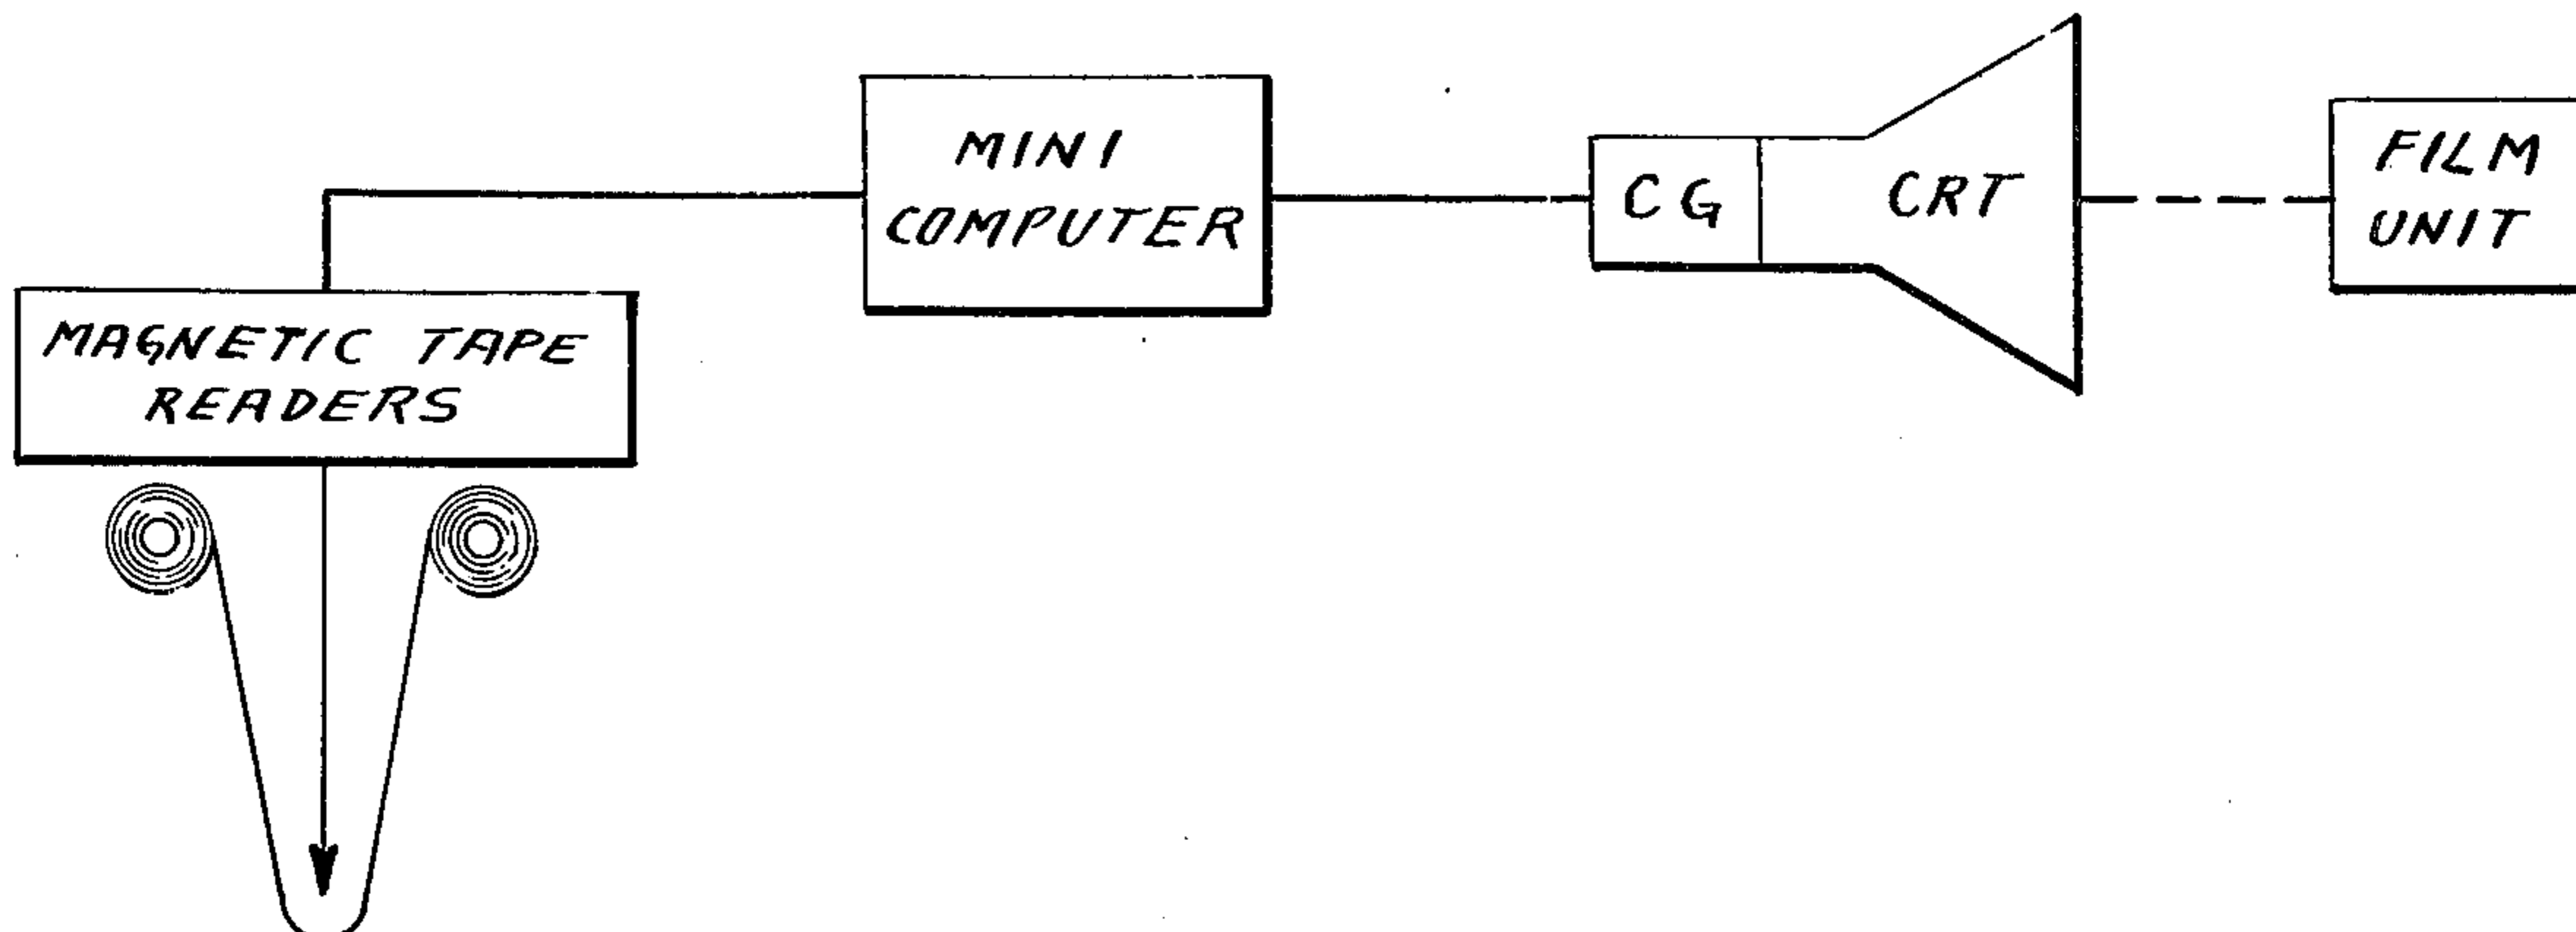 MAGNETIC TAPE
READERS
MINI
COMPUTER
CG
CRT
FILM
UNIT